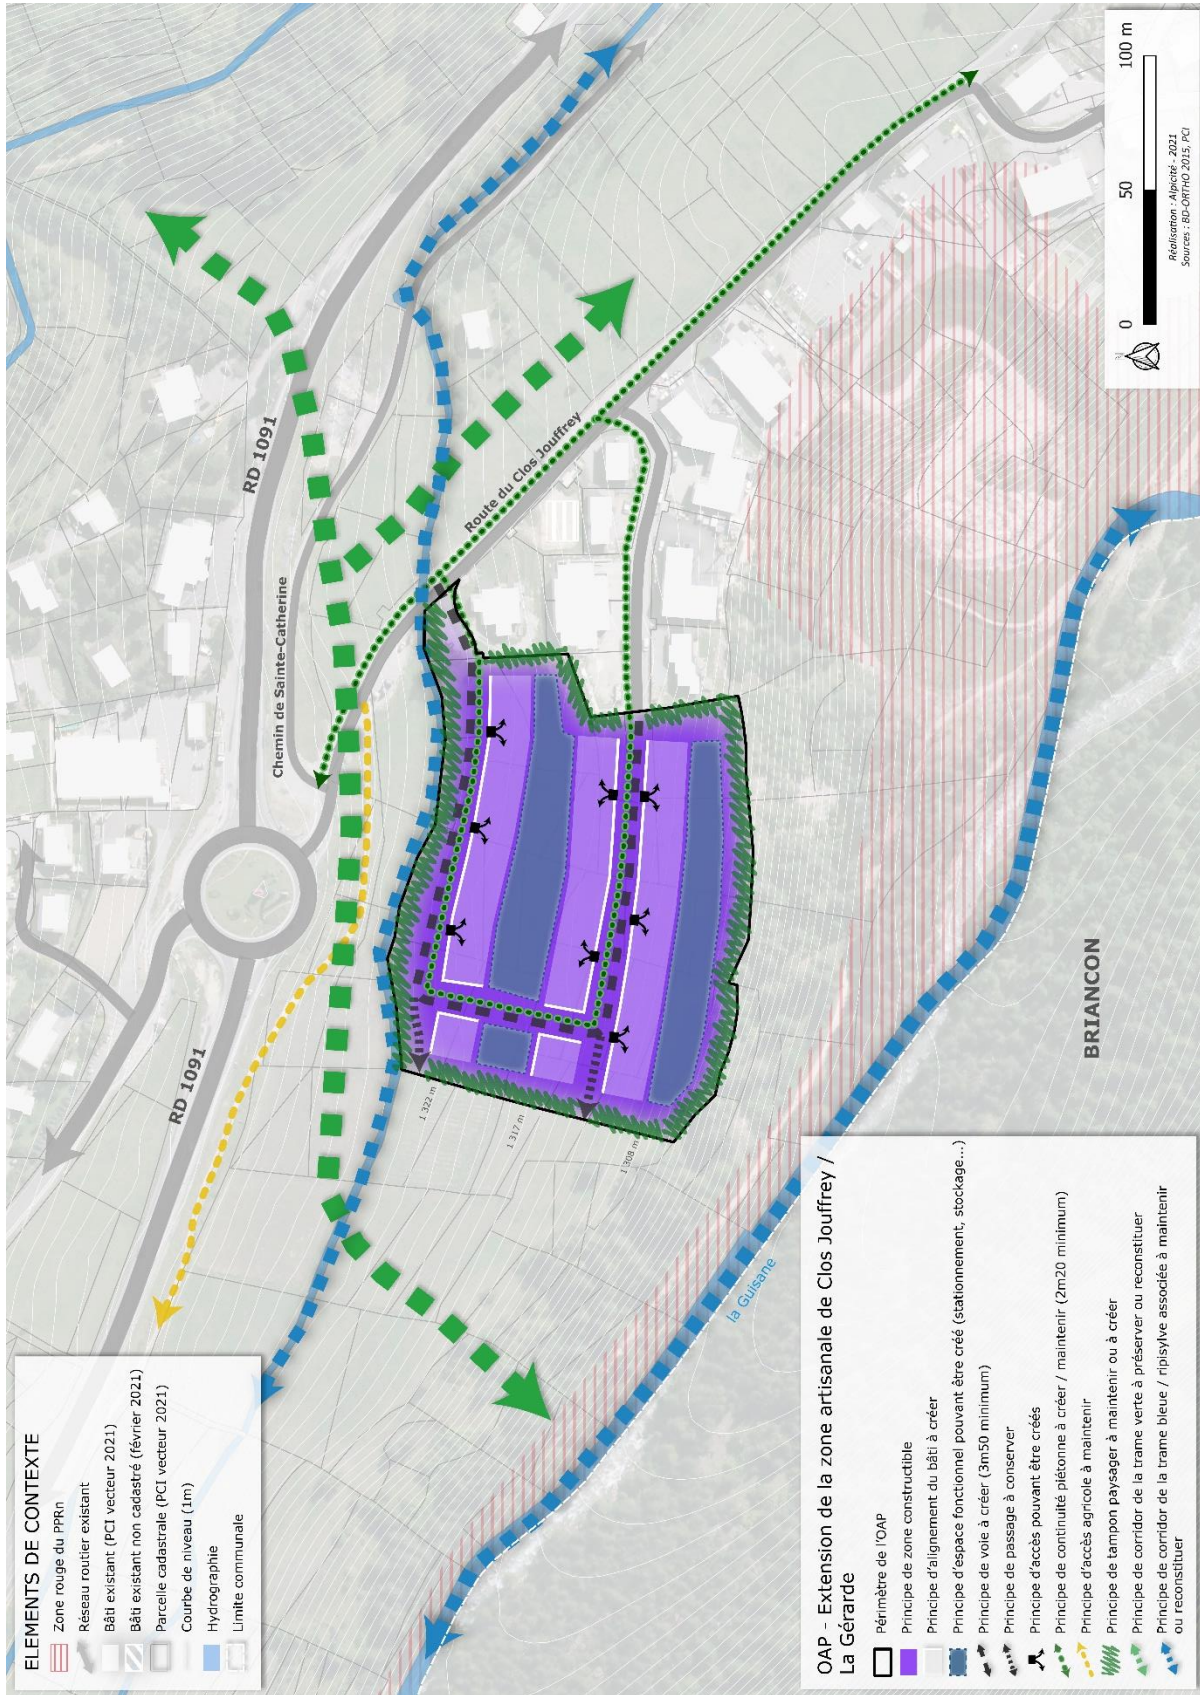 ELEMENTS DE CONTEXTE
Zone rouge du PPRn
Réseau routier existant
Bâti existant (PCI vecteur 2021)
Bâti existant non cadastré (février 2021)
Parcelle cadastrale (PCI vecteur 2021)
Courbe de niveau (1m)
Hydrographie
Limite communale
RD 1091
RD 1091
Chemin de Sainte-Catherine
Route du Clos Jouffrey
1 322 m
1 317 m
1 308 m
la Guisane
BRIANCON
OAP - Extension de la zone artisanale de Clos Jouffrey /
La Gérarde
Périmètre de l'OAP
Principe de zone constructible
Principe d'alignement du bâti à créer
Principe d'espace fonctionnel pouvant être créé (stationnement, stockage...)
Principe de voie à créer (3m50 minimum)
Principe de passage à conserver
Principe d'accès pouvant être créés
Principe de continuité piétonne à créer / maintenir (2m20 minimum)
Principe d'accès agricole à maintenir
Principe de tampon paysager à maintenir ou à créer
Principe de corridor de la trame verte à préserver ou reconstituer
Principe de corridor de la trame bleue / ripisylve associée à maintenir
ou reconstituer
N
0 50 100 m
Réalisation : Alpicité - 2021
Sources : BD-ORTHO 2015, PCI